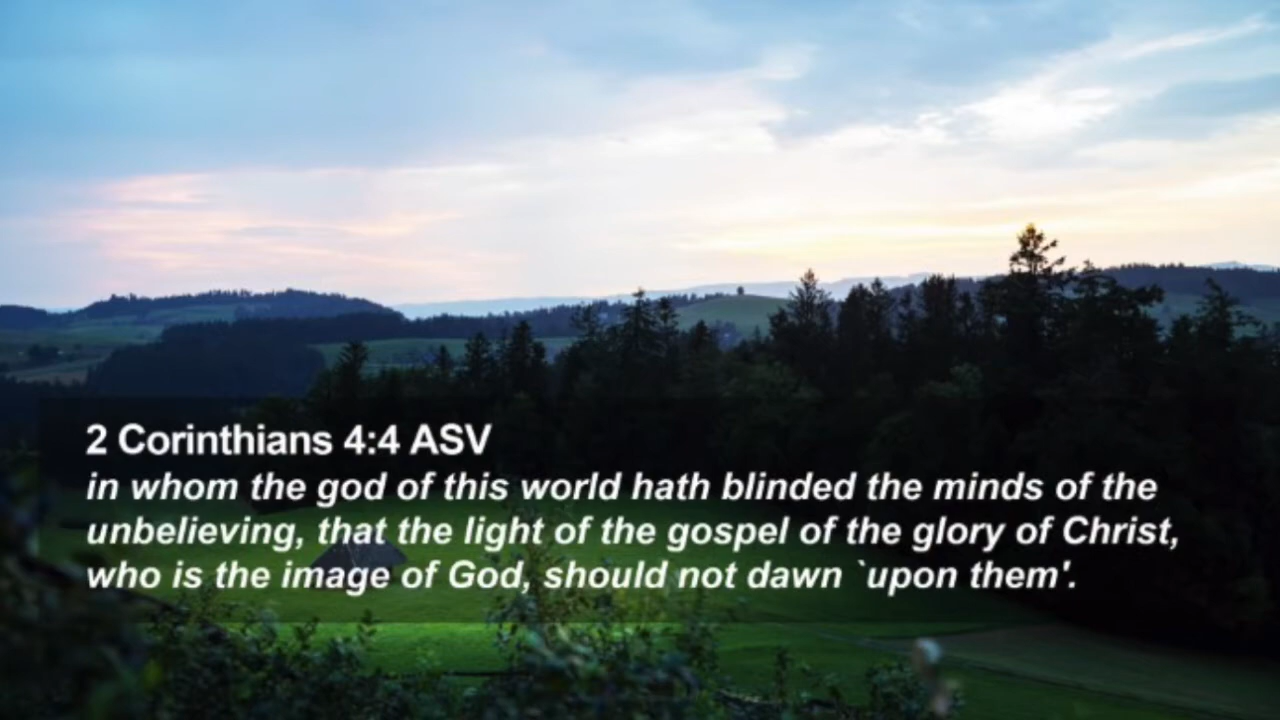 2 Corinthians 4:4 ASV
in whom the god of this world hath blinded the minds of the
unbelieving, that the light of the gospel of the glory of Christ,
who is the image of God, should not dawn `upon them'.